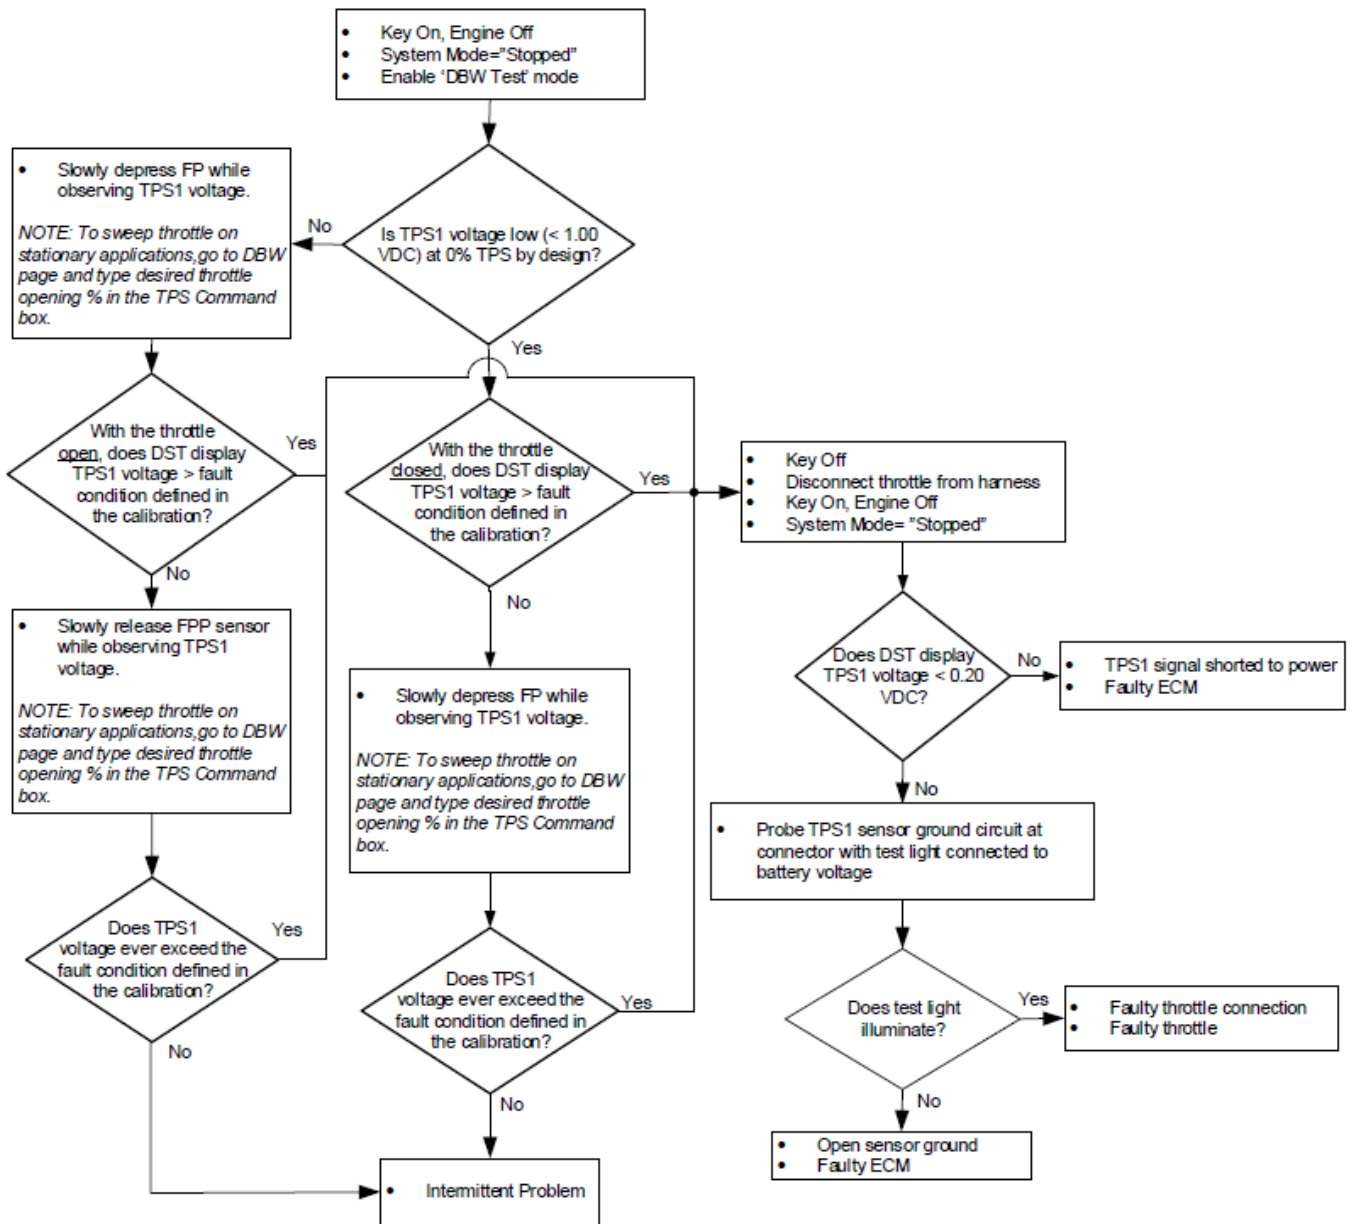 • Key On, Engine Off
• System Mode="Stopped"
• Enable 'DBW Test' mode
Is TPS1 voltage low (< 1.00
VDC) at 0% TPS by design?
No
Yes
• Slowly depress FP while
observing TPS1 voltage.
NOTE: To sweep throttle on
stationary applications,go to DBW
page and type desired throttle
opening % in the TPS Command
box.
With the throttle
open, does DST display
TPS1 voltage > fault
condition defined in
the calibration?
Yes
No
• Slowly release FPP sensor
while observing TPS1
voltage.
NOTE: To sweep throttle on
stationary applications,go to DBW
page and type desired throttle
opening % in the TPS Command
box.
Does TPS1
voltage ever exceed the
fault condition defined in
the calibration?
Yes
No
With the throttle
closed, does DST display
TPS1 voltage > fault
condition defined in
the calibration?
Yes
No
• Slowly depress FP while
observing TPS1 voltage.
NOTE: To sweep throttle on
stationary applications,go to DBW
page and type desired throttle
opening % in the TPS Command
box.
Does TPS1
voltage ever exceed the
fault condition defined in
the calibration?
Yes
No
• Intermittent Problem
• Key Off
• Disconnect throttle from harness
• Key On, Engine Off
• System Mode= "Stopped"
Does DST display
TPS1 voltage < 0.20
VDC?
No
• TPS1 signal shorted to power
• Faulty ECM
No
• Probe TPS1 sensor ground circuit at
connector with test light connected to
battery voltage
Does test light
illuminate?
Yes
• Faulty throttle connection
• Faulty throttle
No
• Open sensor ground
• Faulty ECM